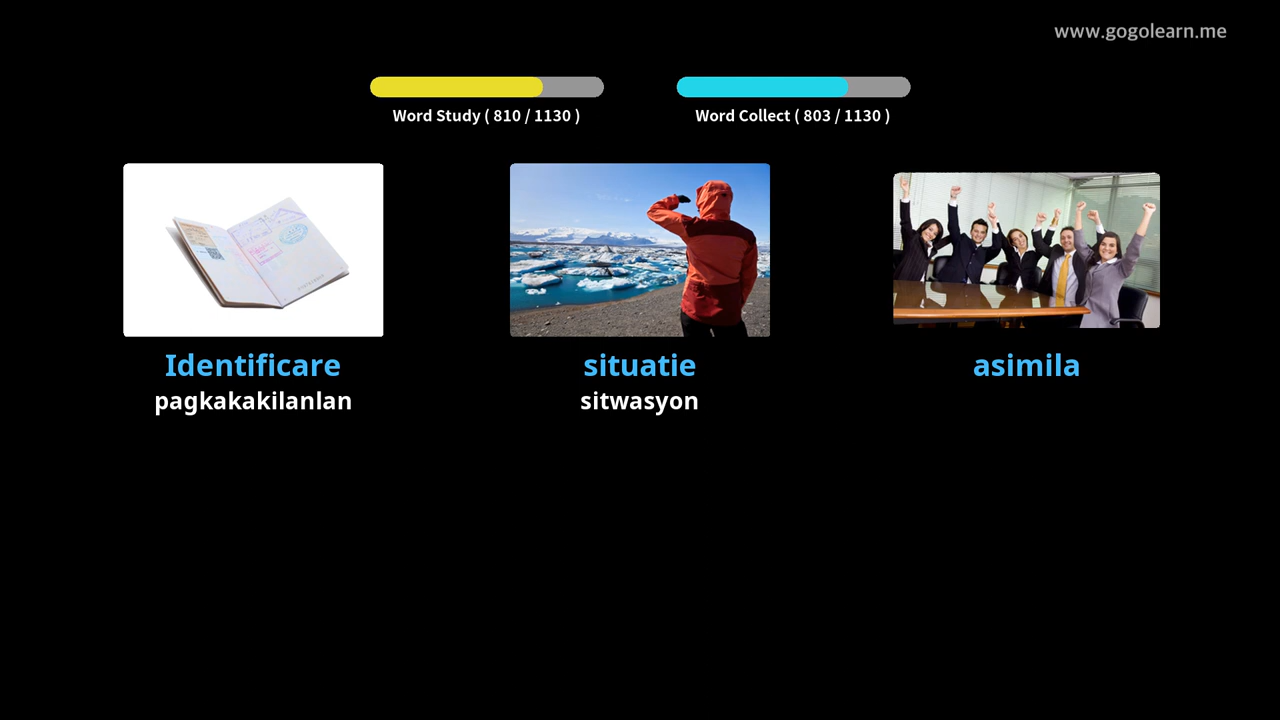 www.gogolearn.me
Word Study ( 810 / 1130 )
Word Collect ( 803 / 1130 )
Identificare
pagkakakilanlan
situatie
sitwasyon
asimila